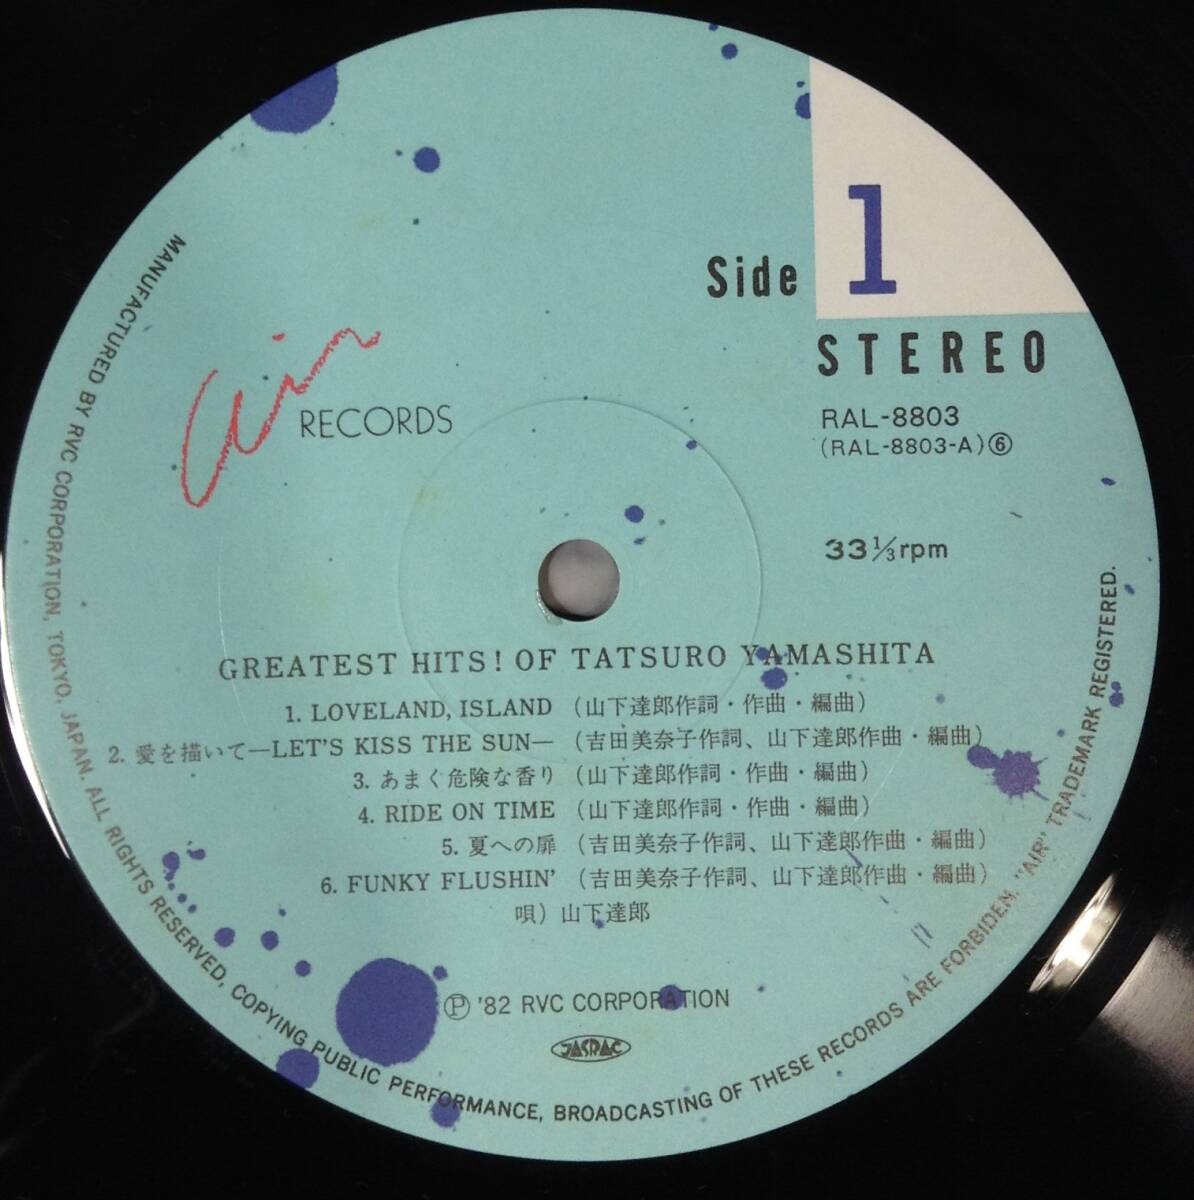 Side 1
STEREO
RAL-8803
(RAL-8803-A)⑥
33 1/3 rpm
air
RECORDS
GREATEST HITS! OF TATSURO YAMASHITA
1. LOVELAND, ISLAND (山下達郎作詞・作曲・編曲)
2. 愛を描いて—LET'S KISS THE SUN— (吉田美奈子作詞、山下達郎作曲・編曲)
3. あまく危険な香り (山下達郎作詞・作曲・編曲)
4. RIDE ON TIME (山下達郎作詞・作曲・編曲)
5. 夏への扉 (吉田美奈子作詞、山下達郎作曲・編曲)
6. FUNKY FLUSHIN' (吉田美奈子作詞、山下達郎作曲・編曲)
唄) 山下達郎
Ⓟ '82 RVC CORPORATION
JASRAC
MANUFACTURED BY RVC CORPORATION, TOKYO, JAPAN. ALL RIGHTS RESERVED, COPYING PUBLIC PERFORMANCE, BROADCASTING OF THESE RECORDS ARE FORBIDEN. "AIR" TRADEMARK REGISTERED.